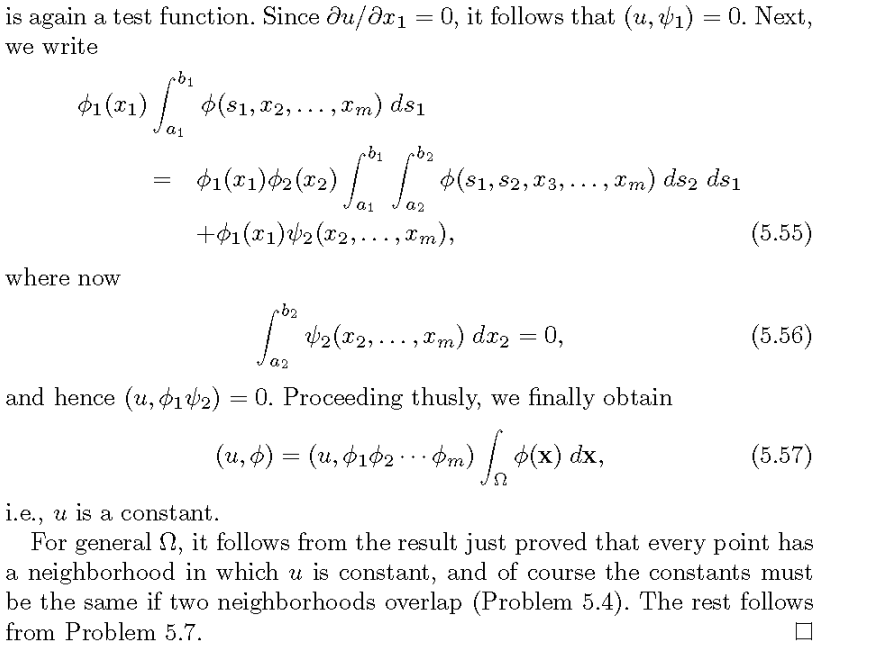 is again a test function. Since ∂u/∂x₁ = 0, it follows that (u, ψ₁) = 0. Next,
we write
ϕ₁(x₁) ∫_{a₁}^{b₁} ϕ(s₁, x₂, . . . , xₘ) ds₁
= ϕ₁(x₁)ϕ₂(x₂) ∫_{a₁}^{b₁} ∫_{a₂}^{b₂} ϕ(s₁, s₂, x₃, . . . , xₘ) ds₂ ds₁
+ϕ₁(x₁)ψ₂(x₂, . . . , xₘ), (5.55)
where now
∫_{a₂}^{b₂} ψ₂(x₂, . . . , xₘ) dx₂ = 0, (5.56)
and hence (u, ϕ₁ψ₂) = 0. Proceeding thusly, we finally obtain
(u, ϕ) = (u, ϕ₁ϕ₂ · · · ϕₘ) ∫_Ω ϕ(𝐱) d𝐱, (5.57)
i.e., u is a constant.
For general Ω, it follows from the result just proved that every point has
a neighborhood in which u is constant, and of course the constants must
be the same if two neighborhoods overlap (Problem 5.4). The rest follows
from Problem 5.7. □